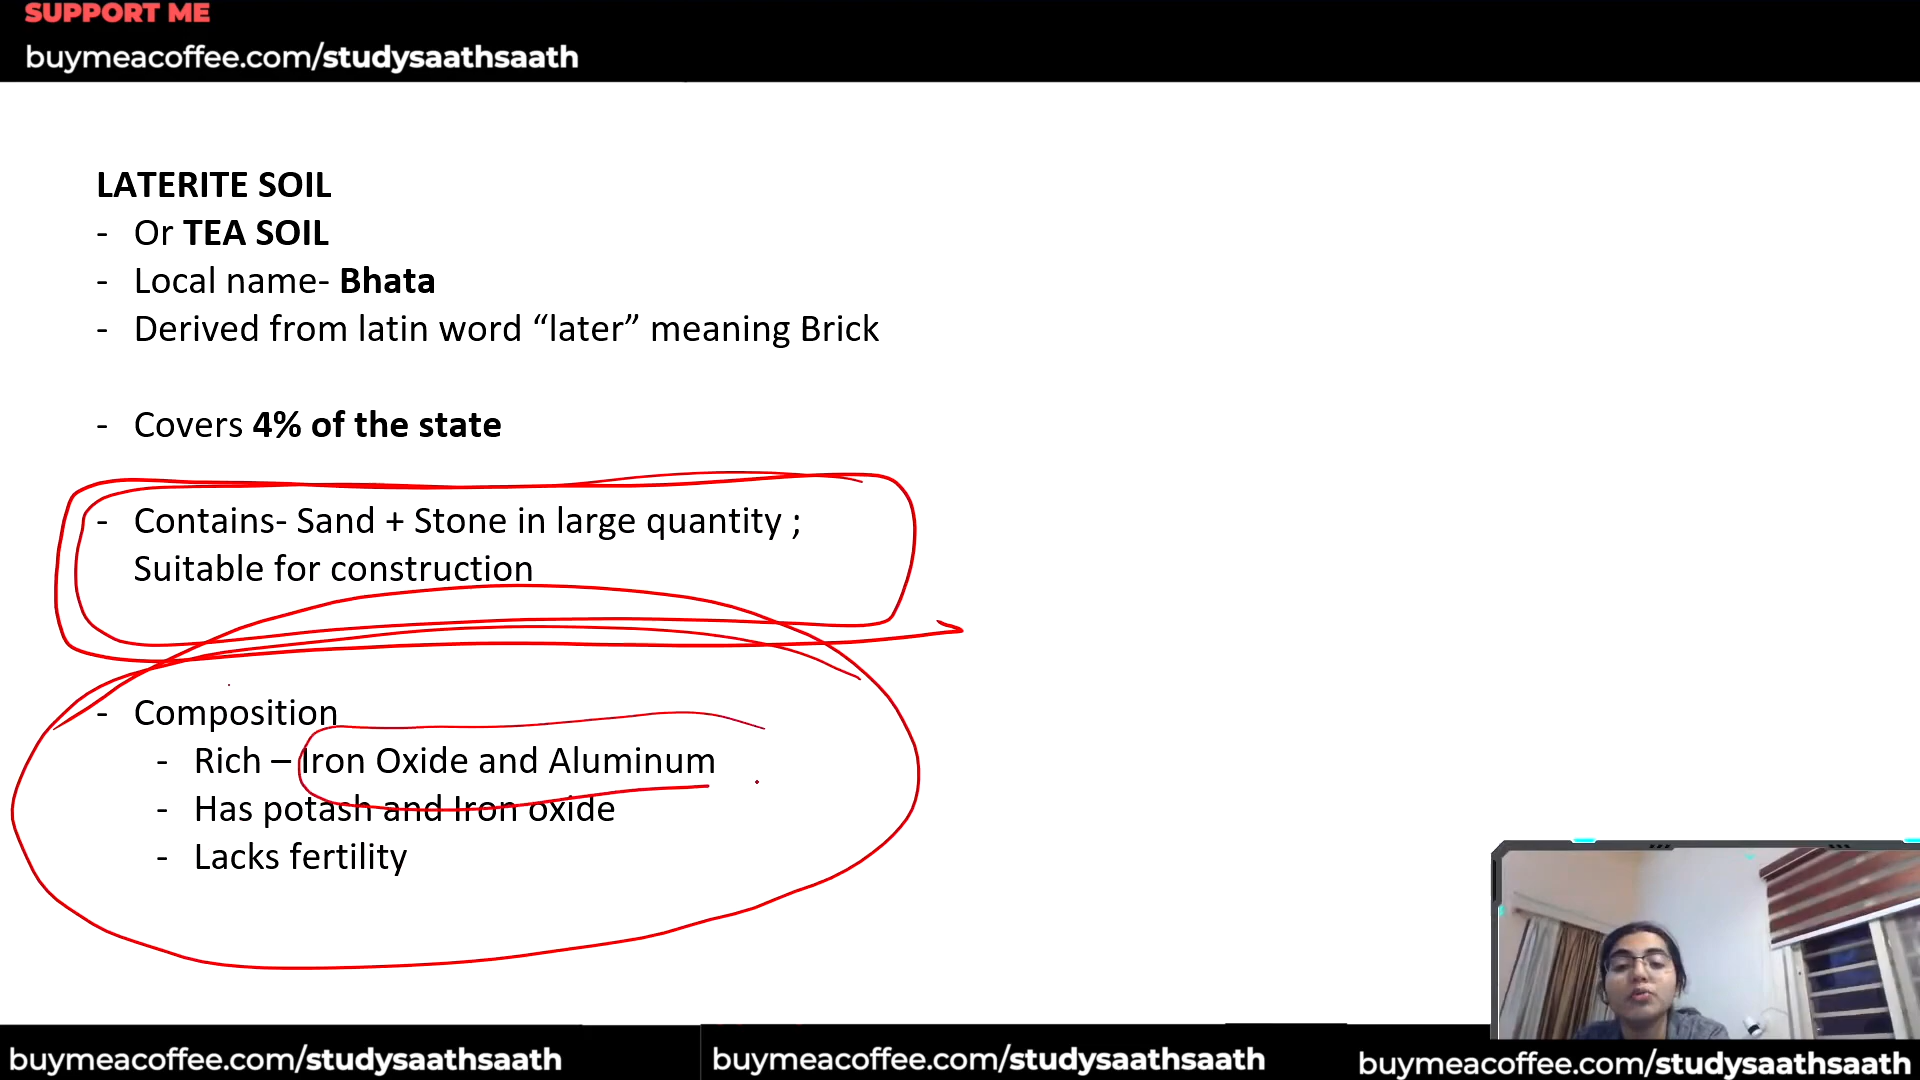 SUPPORT ME
buymeacoffee.com/studysaathsaath
LATERITE SOIL
- Or TEA SOIL
- Local name- Bhata
- Derived from latin word “later” meaning Brick
- Covers 4% of the state
- Contains- Sand + Stone in large quantity ;
Suitable for construction
- Composition
- Rich – Iron Oxide and Aluminum
- Has potash and Iron oxide
- Lacks fertility
buymeacoffee.com/studysaathsaath
buymeacoffee.com/studysaathsaath
buymeacoffee.com/studysaathsaath